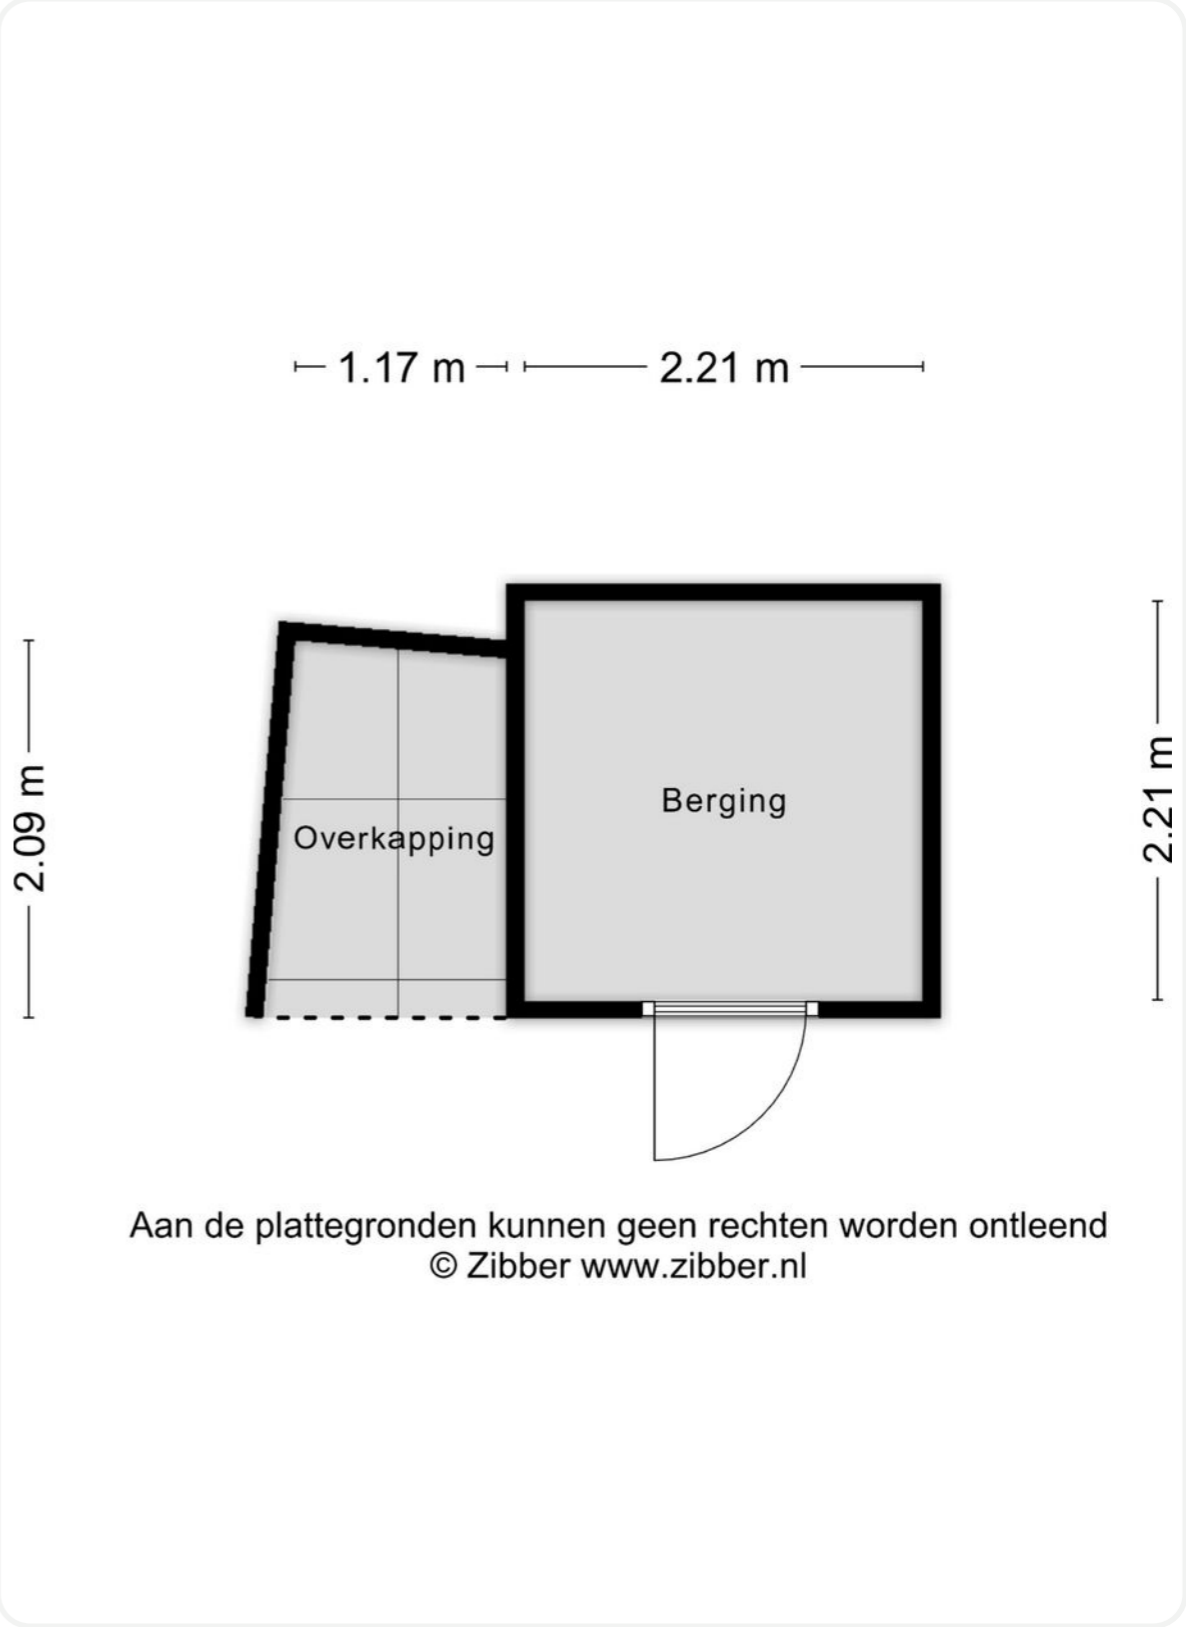 1.17 m
2.21 m
2.09 m
2.21 m
Berging
Overkapping
Aan de plattegronden kunnen geen rechten worden ontleend
© Zibber www.zibber.nl